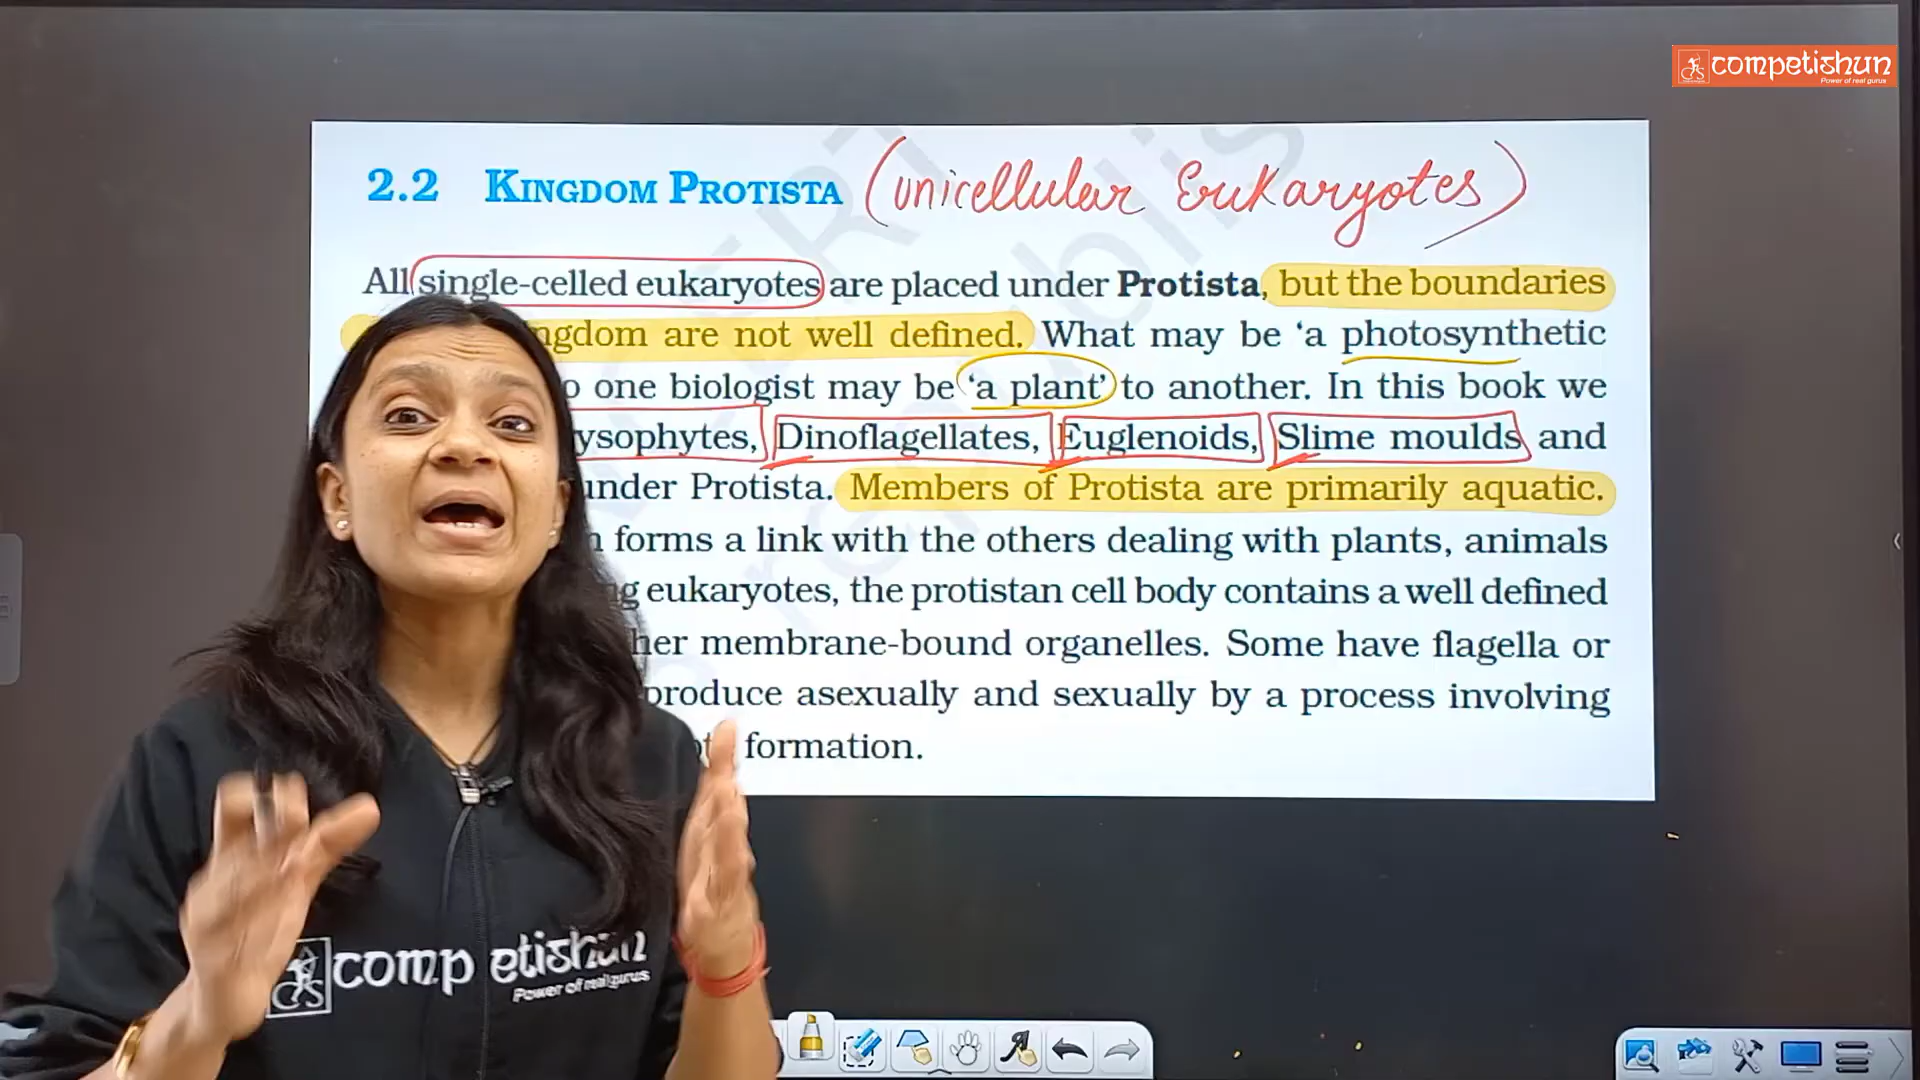 competishun
Power of real gurus
2.2 KINGDOM PROTISTA (unicellular Eukaryotes)
All single-celled eukaryotes are placed under Protista, but the boundaries
ngdom are not well defined. What may be ‘a photosynthetic
o one biologist may be ‘a plant’ to another. In this book we
ysophytes, Dinoflagellates, Euglenoids, Slime moulds and
under Protista. Members of Protista are primarily aquatic.
n forms a link with the others dealing with plants, animals
ng eukaryotes, the protistan cell body contains a well defined
her membrane-bound organelles. Some have flagella or
produce asexually and sexually by a process involving
formation.
competishun
Power of real gurus